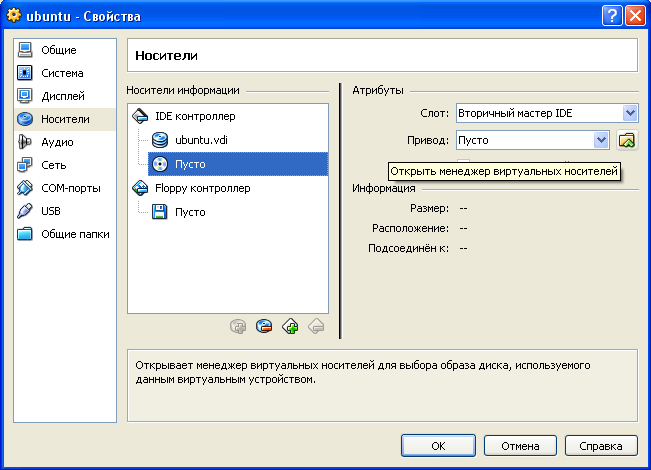 ubuntu - Свойства
Общие
Система
Дисплей
Носители
Аудио
Сеть
COM-порты
USB
Общие папки
Носители
Носители информации
IDE контроллер
ubuntu.vdi
Пусто
Floppy контроллер
Пусто
Атрибуты
Слот: Вторичный мастер IDE
Привод: Пусто
Открыть менеджер виртуальных носителей
Информация
Размер: --
Расположение: --
Подсоединён к: --
Открывает менеджер виртуальных носителей для выбора образа диска, используемого
данным виртуальным устройством.
OK
Отмена
Справка